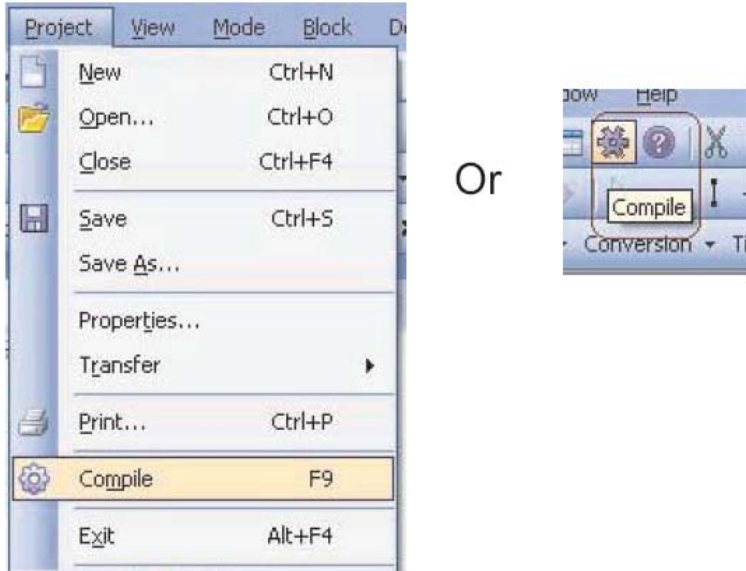 Project View Mode Block
New Ctrl+N
Open... Ctrl+O
Close Ctrl+F4
Save Ctrl+S
Save As...
Properties...
Transfer
Print... Ctrl+P
Compile F9
Exit Alt+F4
Or
Help
Compile
Conversion